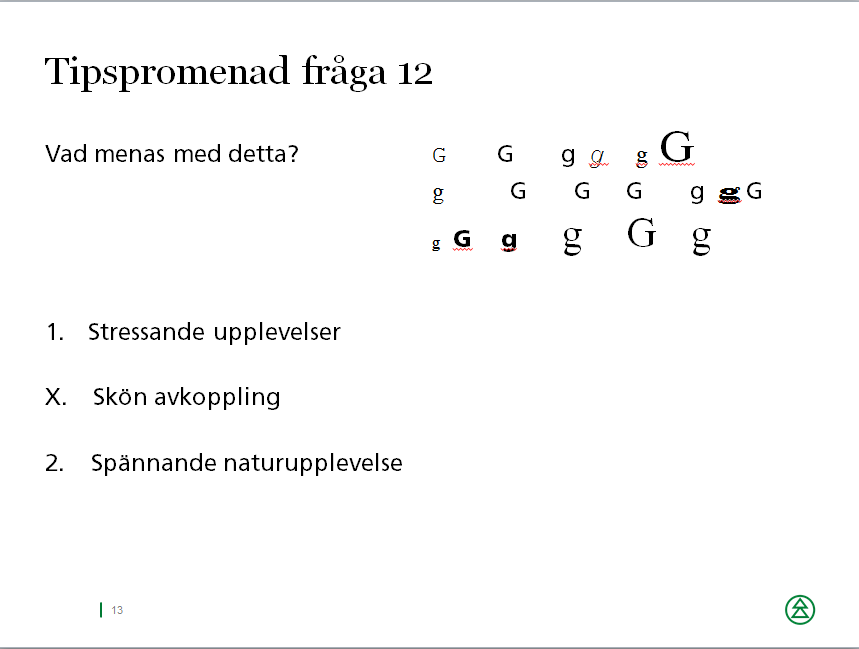 Tipspromenad fråga 12
Vad menas med detta?
G G g g g G
g G G G g g G
g G g g G g
1. Stressande upplevelser
X. Skön avkoppling
2. Spännande naturupplevelse
13